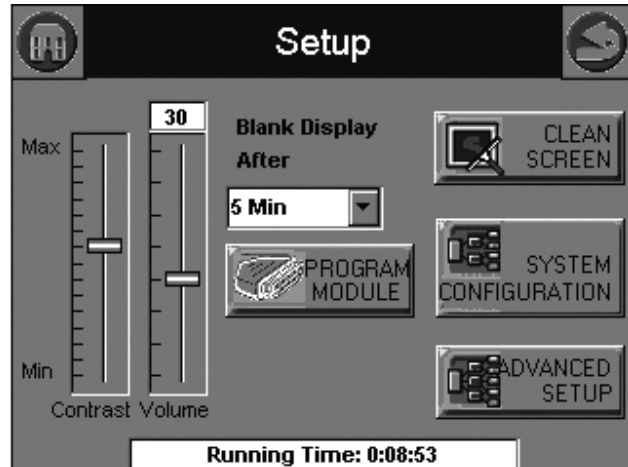 Setup
30
Max
Min
Contrast
Volume
Blank Display
After
5 Min
PROGRAM
MODULE
CLEAN
SCREEN
SYSTEM
CONFIGURATION
ADVANCED
SETUP
Running Time: 0:08:53